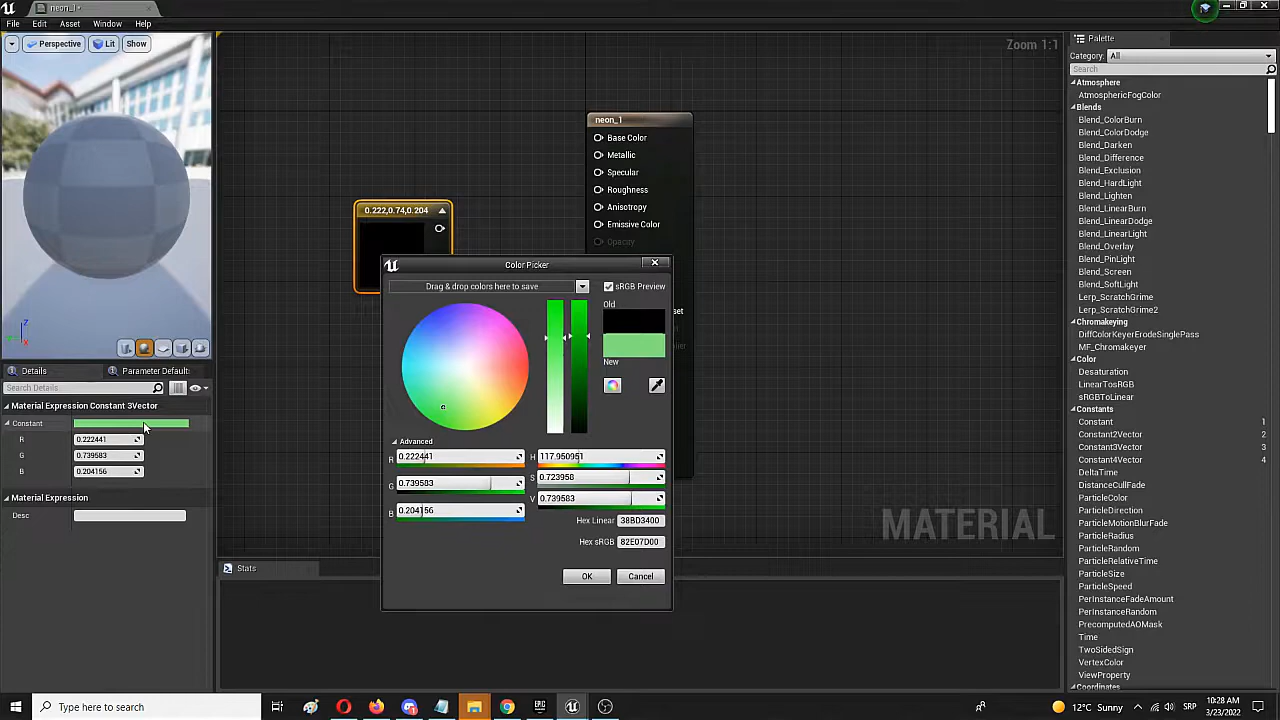 neon_1*
File Edit Asset Window Help
Perspective Lit Show
Details Parameter Default:
Search Details
Material Expression Constant 3Vector
Constant
R 0.222441
G 0.739583
B 0.204156
Material Expression
Desc
Zoom 1:1
0.222,0.74,0.204
neon_1
Base Color
Metallic
Specular
Roughness
Anisotropy
Emissive Color
Opacity
set
MATERIAL
Stats
Color Picker
Drag & drop colors here to save
sRGB Preview
Old
New
Advanced
R 0.222441
G 0.739583
B 0.204156
H 117.950951
S 0.723958
V 0.739583
Hex Linear 38BD3400
Hex sRGB 82E07D00
OK Cancel
Palette
Category: All
Search
Atmosphere
AtmosphericFogColor
Blends
Blend_ColorBurn
Blend_ColorDodge
Blend_Darken
Blend_Difference
Blend_Exclusion
Blend_HardLight
Blend_Lighten
Blend_LinearBurn
Blend_LinearDodge
Blend_LinearLight
Blend_Overlay
Blend_PinLight
Blend_Screen
Blend_SoftLight
Lerp_ScratchGrime
Lerp_ScratchGrime2
Chromakeying
DiffColorKeyerErodeSinglePass
MF_Chromakeyer
Color
Desaturation
LinearTosRGB
sRGBToLinear
Constants
Constant 1
Constant2Vector 2
Constant3Vector 3
Constant4Vector 4
DeltaTime
DistanceCullFade
ParticleColor
ParticleDirection
ParticleMotionBlurFade
ParticleRadius
ParticleRandom
ParticleRelativeTime
ParticleSize
ParticleSpeed
PerInstanceFadeAmount
PerInstanceRandom
PrecomputedAOMask
Time
TwoSidedSign
VertexColor
ViewProperty
Coordinates
Type here to search
12°C Sunny
SRP
10:28 AM
3/23/2022